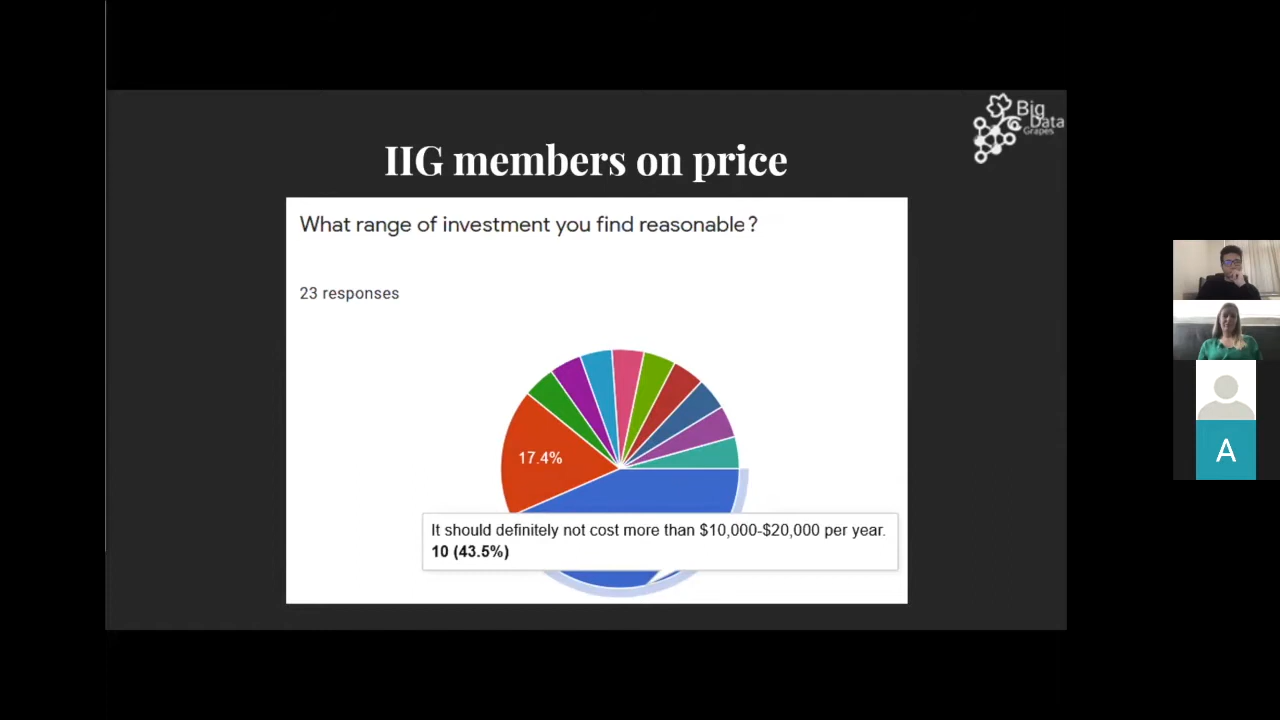 Big
Data
Grapes
IIG members on price
What range of investment you find reasonable?
23 responses
17.4%
It should definitely not cost more than $10,000-$20,000 per year.
10 (43.5%)
A